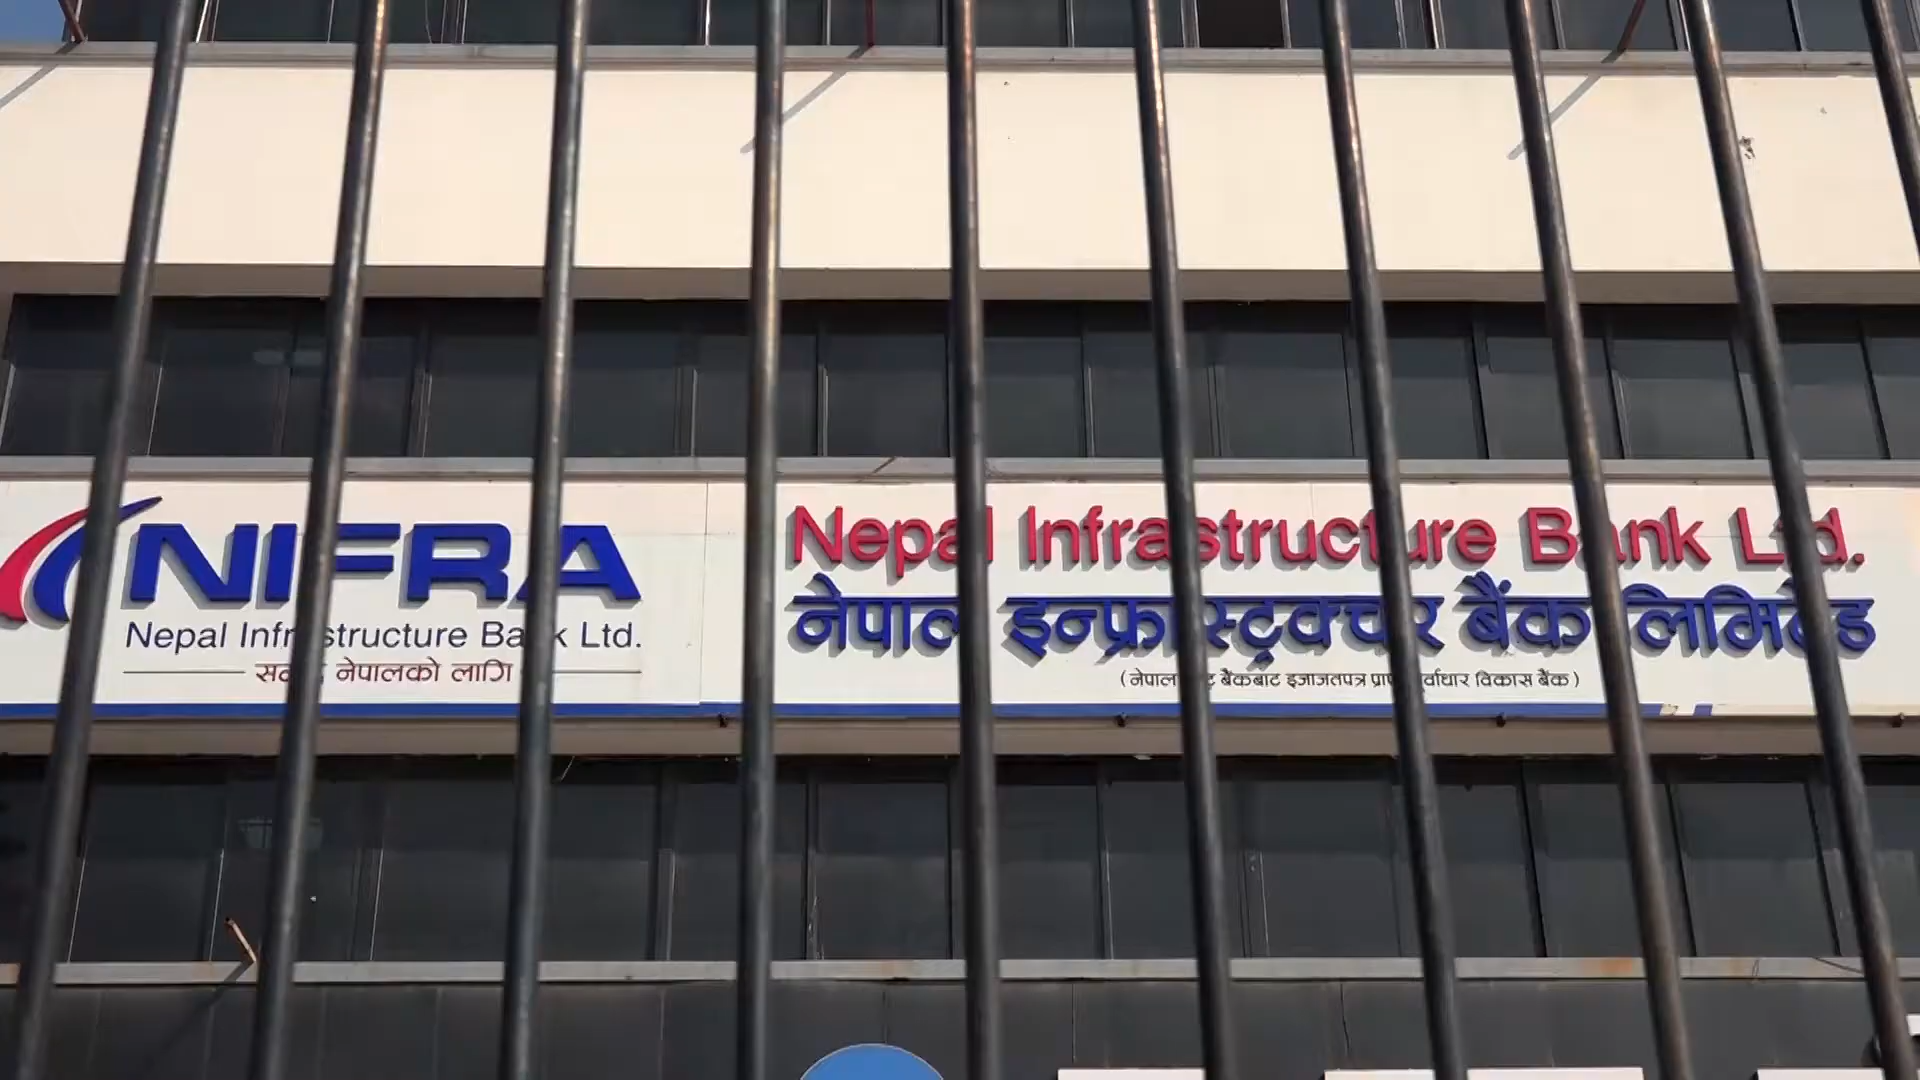 NIFRA
Nepal Infrastructure Bank Ltd.
नेपालको लागि
Nepal Infrastructure Bank Ltd.
नेपाल इन्फ्रास्ट्रक्चर बैंक लिमिटेड
(नेपाल राष्ट्र बैंकबाट इजाजतपत्र प्राप्त पूर्वाधार विकास बैंक)